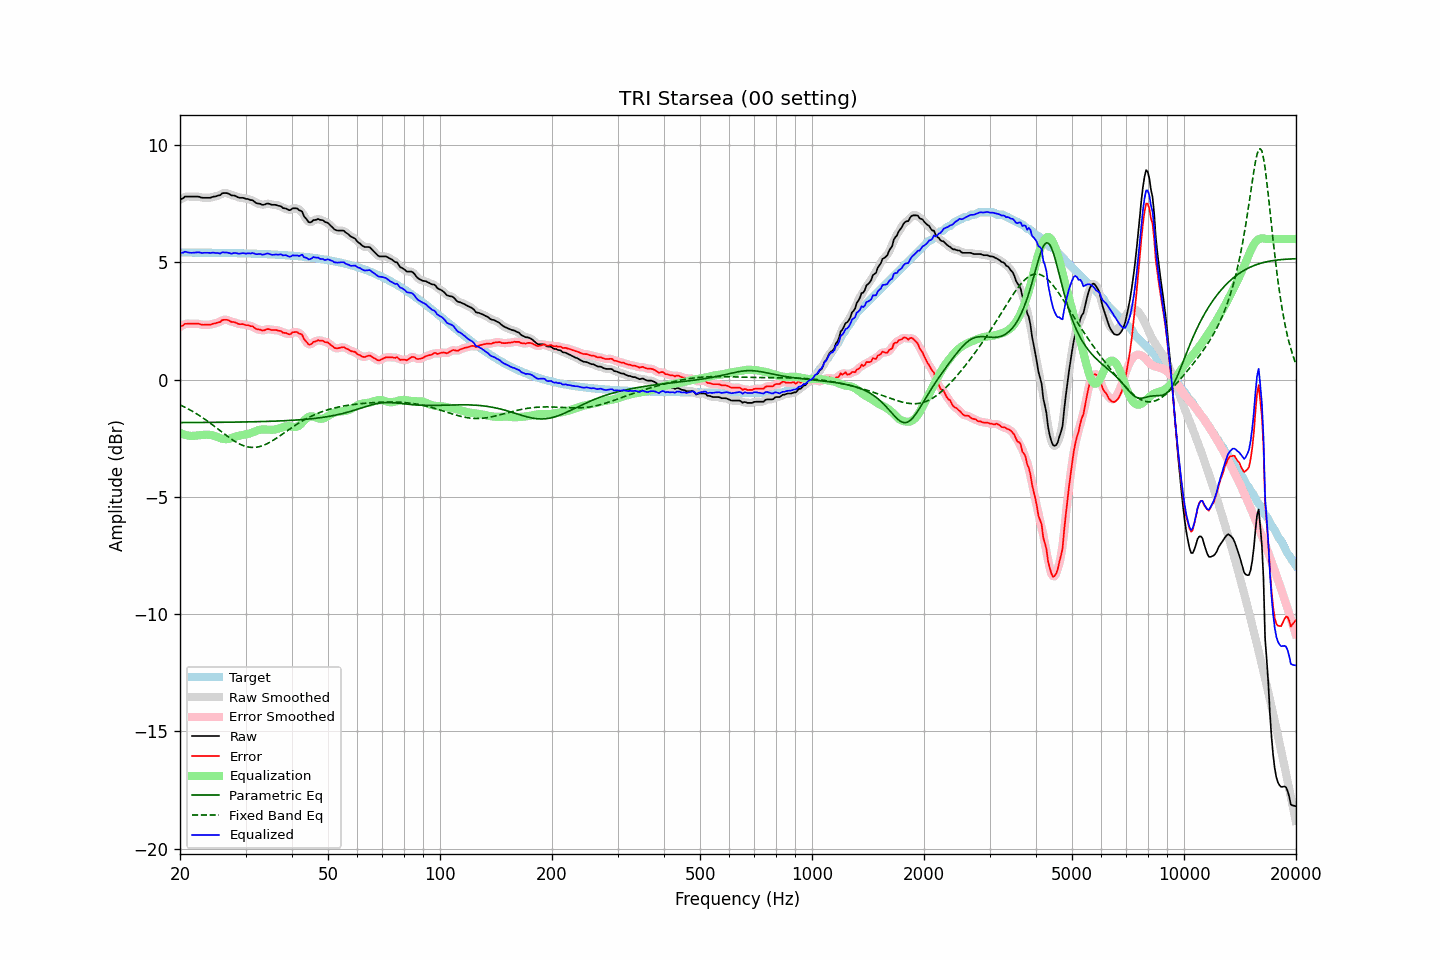 TRI Starsea (00 setting)
10
5
0
−5
−10
−15
−20
Amplitude (dBr)
Target
Raw Smoothed
Error Smoothed
Raw
Error
Equalization
Parametric Eq
Fixed Band Eq
Equalized
20 50 100 200 500 1000 2000 5000 10000 20000
Frequency (Hz)